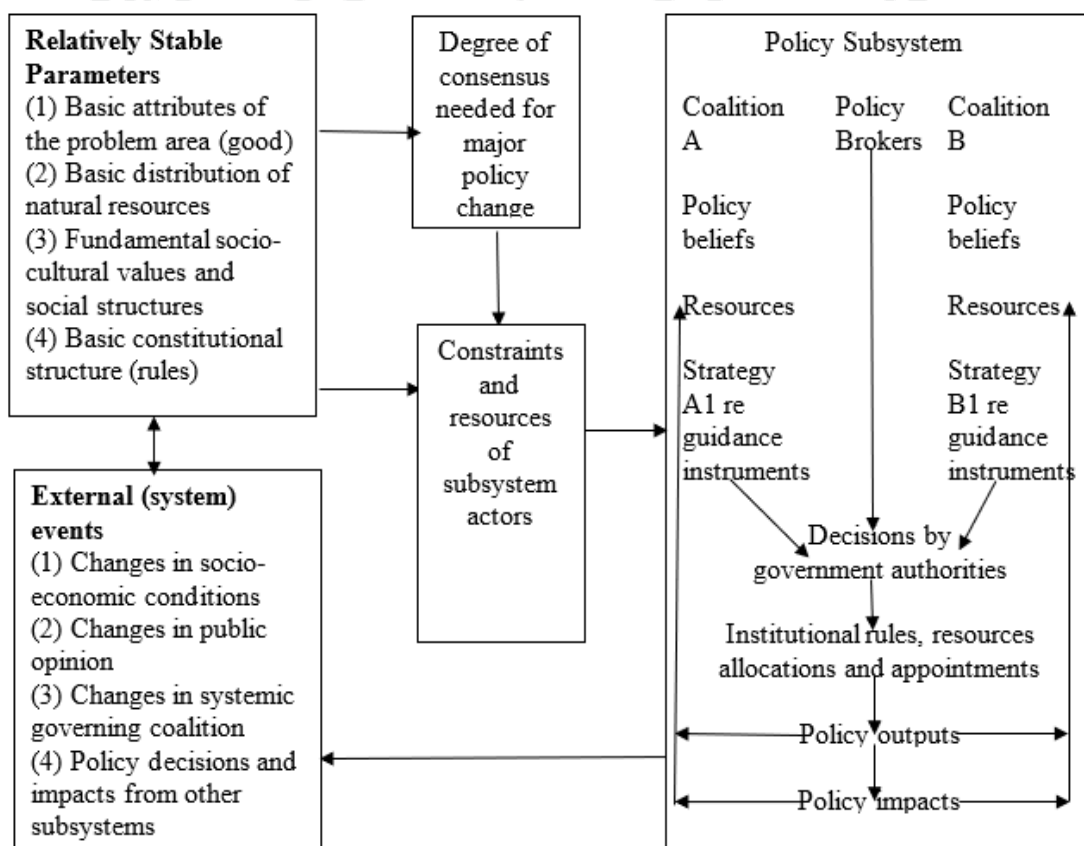 Relatively Stable
Parameters
(1) Basic attributes of
the problem area (good)
(2) Basic distribution of
natural resources
(3) Fundamental socio-
cultural values and
social structures
(4) Basic constitutional
structure (rules)
External (system)
events
(1) Changes in socio-
economic conditions
(2) Changes in public
opinion
(3) Changes in systemic
governing coalition
(4) Policy decisions and
impacts from other
subsystems
Degree of
consensus
needed for
major
policy
change
Constraints
and
resources
of
subsystem
actors
Policy Subsystem
Coalition
A
Policy
beliefs
Resources
Strategy
A1 re
guidance
instruments
Policy
Brokers
Coalition
B
Policy
beliefs
Resources
Strategy
B1 re
guidance
instruments
Decisions by
government authorities
Institutional rules, resources
allocations and appointments
Policy outputs
Policy impacts